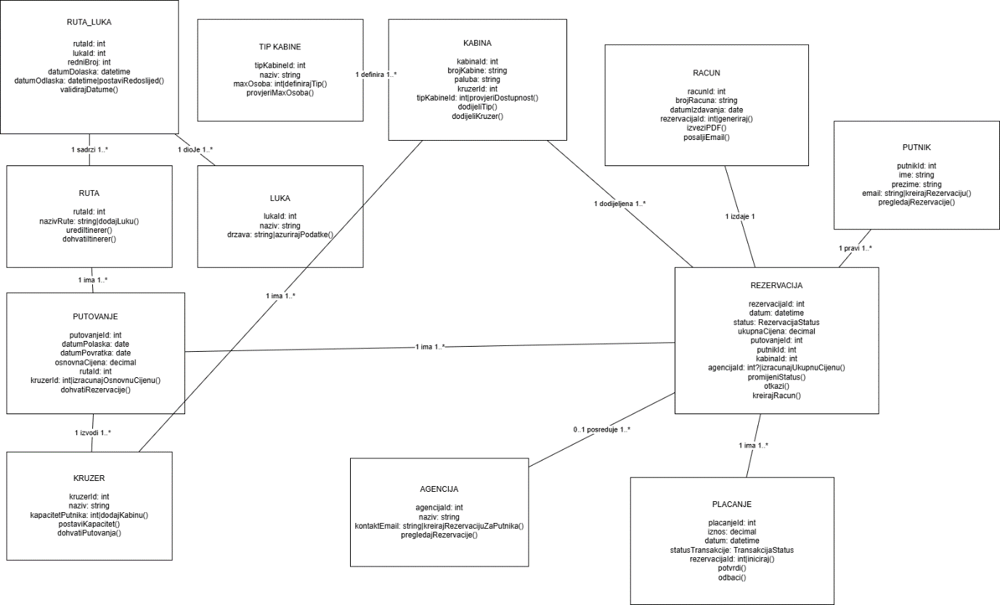 RUTA_LUKA
rutaId: int
lukaId: int
redniBroj: int
datumDolaska: datetime
datumOdlaska: datetime|postaviRedoslijed()
validirajDatume()
TIP KABINE
tipKabineId: int
naziv: string
maxOsoba: int|definirajTip()
provjeriMaxOsoba()
1 definira 1..*
KABINA
kabinaId: int
brojKabine: string
paluba: string
kruzerId: int
tipKabineId: int|provjeriDostupnost()
dodijeliTip()
dodijeliKruzer()
RACUN
racunId: int
brojRacuna: string
datumIzdavanja: date
rezervacijaId: int|generiraj()
izveziPDF()
posaljiEmail()
PUTNIK
putnikId: int
ime: string
prezime: string
email: string|kreirajRezervaciju()
pregledajRezervacije()
1 sadrzi 1..*
1 dioJe 1..*
RUTA
rutaId: int
nazivRute: string|dodajLuku()
urediItinerer()
dohvatiItinerer()
LUKA
lukaId: int
naziv: string
drzava: string|azurirajPodatke()
1 dodijeljena 1..*
1 izdaje 1
1 pravi 1..*
1 ima 1..*
1 ima 1..*
PUTOVANJE
putovanjeId: int
datumPolaska: date
datumPovratka: date
osnovnaCijena: decimal
rutaId: int
kruzerId: int|izracunajOsnovnuCijenu()
dohvatiRezervacije()
1 ima 1..*
REZERVACIJA
rezervacijaId: int
datum: datetime
status: RezervacijaStatus
ukupnaCijena: decimal
putovanjeId: int
putnikId: int
kabinaId: int
agencijaId: int?|izracunajUkupnuCijenu()
promijeniStatus()
otkazi()
kreirajRacun()
1 izvodi 1..*
0..1 posreduje 1..*
1 ima 1..*
KRUZER
kruzerId: int
naziv: string
kapacitetPutnika: int|dodajKabinu()
postaviKapacitet()
dohvatiPutovanja()
AGENCIJA
agencijaId: int
naziv: string
kontaktEmail: string|kreirajRezervacijuZaPutnika()
pregledajRezervacije()
PLACANJE
placanjeId: int
iznos: decimal
datum: datetime
statusTransakcije: TransakcijaStatus
rezervacijaId: int|iniciraj()
potvrdi()
odbaci()